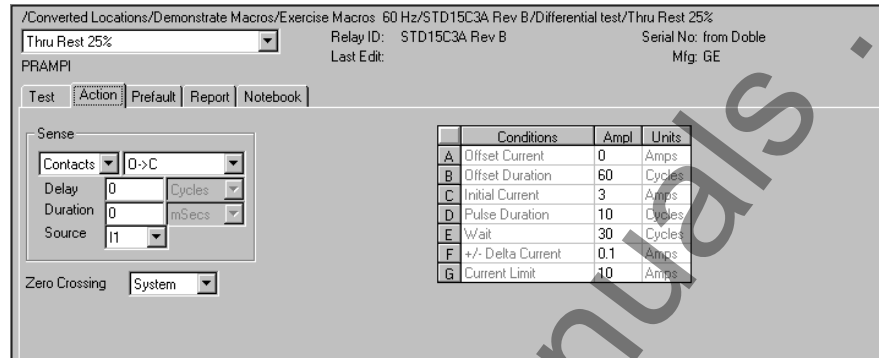 /Converted Locations/Demonstrate Macros/Exercise Macros 60 Hz/STD15C3A Rev B/Differential test/Thru Rest 25%
Thru Rest 25%
Relay ID: STD15C3A Rev B
Serial No: from Doble
Last Edit:
Mfg: GE
PRAMPI
Test Action Prefault Report Notebook
Sense
Contacts O->C
Delay 0 Cycles
Duration 0 mSecs
Source I1
Zero Crossing System
Conditions Ampl Units
A Offset Current 0 Amps
B Offset Duration 60 Cycles
C Initial Current 3 Amps
D Pulse Duration 10 Cycles
E Wait 30 Cycles
F +/- Delta Current 0.1 Amps
G Current Limit 10 Amps